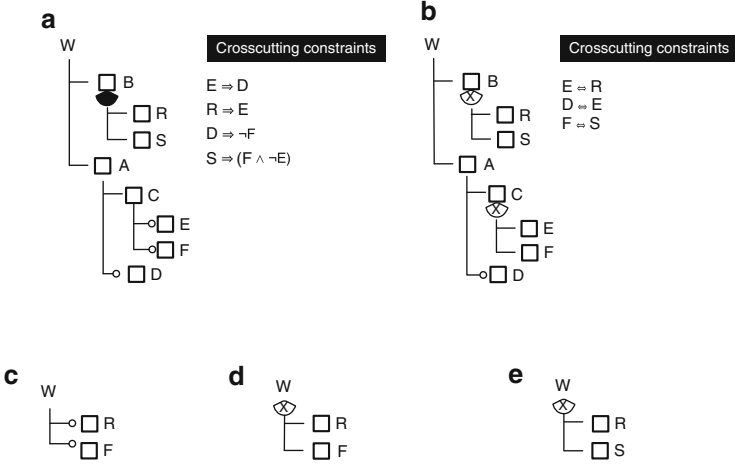 a
W
Crosscutting constraints
B
R
S
A
C
E
F
D
E ⇒ D
R ⇒ E
D ⇒ ¬F
S ⇒ (F ∧ ¬E)
b
W
Crosscutting constraints
B
X
R
S
A
C
X
E
F
D
E ⇔ R
D ⇔ E
F ⇔ S
c
W
R
F
d
W
X
R
F
e
W
X
R
S